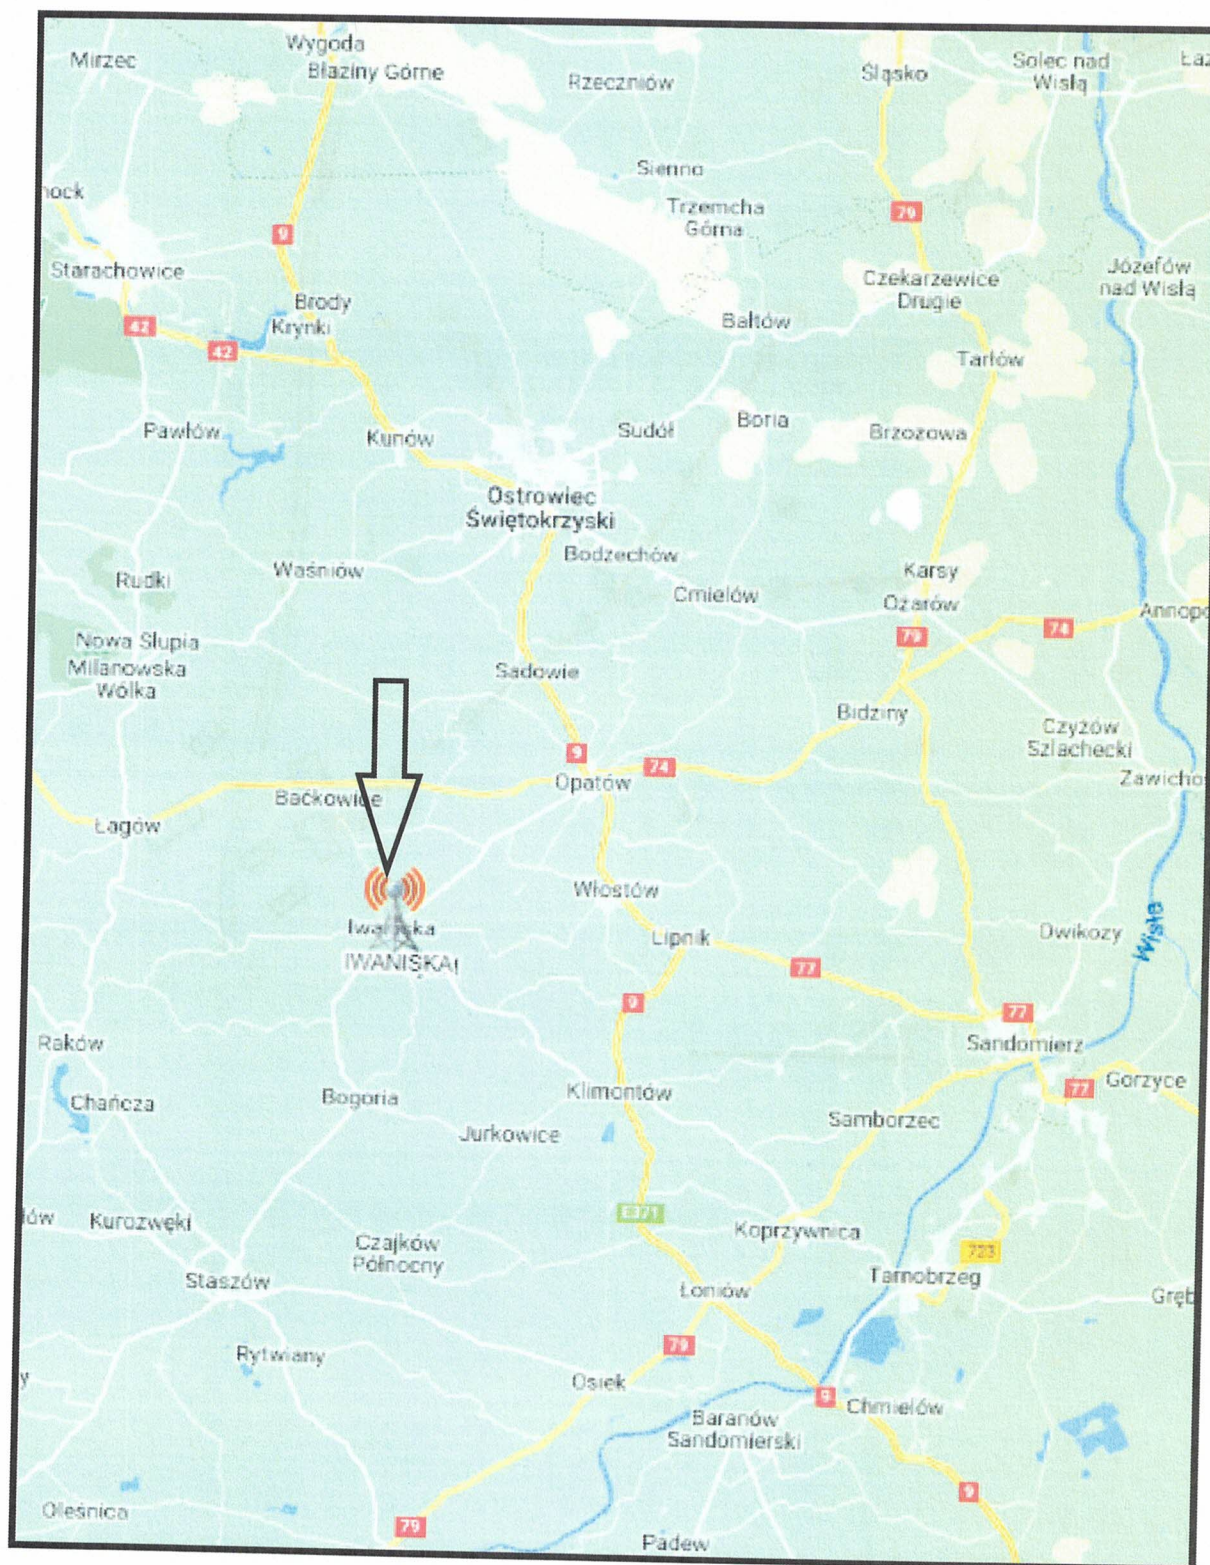 Wygoda
Mirzec
Błaziny Górne
Rzeczniów
Śląsko
Solec nad
Wisłą
Łaz
Sienno
Trzemcha
Górna
nock
79
9
Starachowice
Józefów
nad Wisłą
Czekarzewice
Drugie
Brody
Krynki
42
42
Bałtów
Tarłów
Pawłów
Kunów
Sudół
Boria
Brzozowa
Ostrowiec
Świętokrzyski
Bodzechów
Rudki
Waśniów
Karsy
Ćmielów
Ożarów
Annopo
79
74
Nowa Słupia
Milanowska
Wólka
Sadowie
Bidziny
Czyżów
Szlachecki
9
74
Opatów
Zawicho
Baćkowice
Łagów
Włostów
Iwaniska
IWANISKA
Lipnik
Dwikozy
Wisła
77
9
77
Raków
Sandomierz
77
Gorzyce
Chańcza
Bogoria
Klimontów
Samborzec
Jurkowice
E371
ów
Kurozwęki
Czajków
Północny
Koprzywnica
723
Staszów
Łoniów
Tarnobrzeg
Gręb
79
Rytwiany
y
Osiek
9
Chmielów
Baranów
Sandomierski
9
Oleśnica
79
Padew